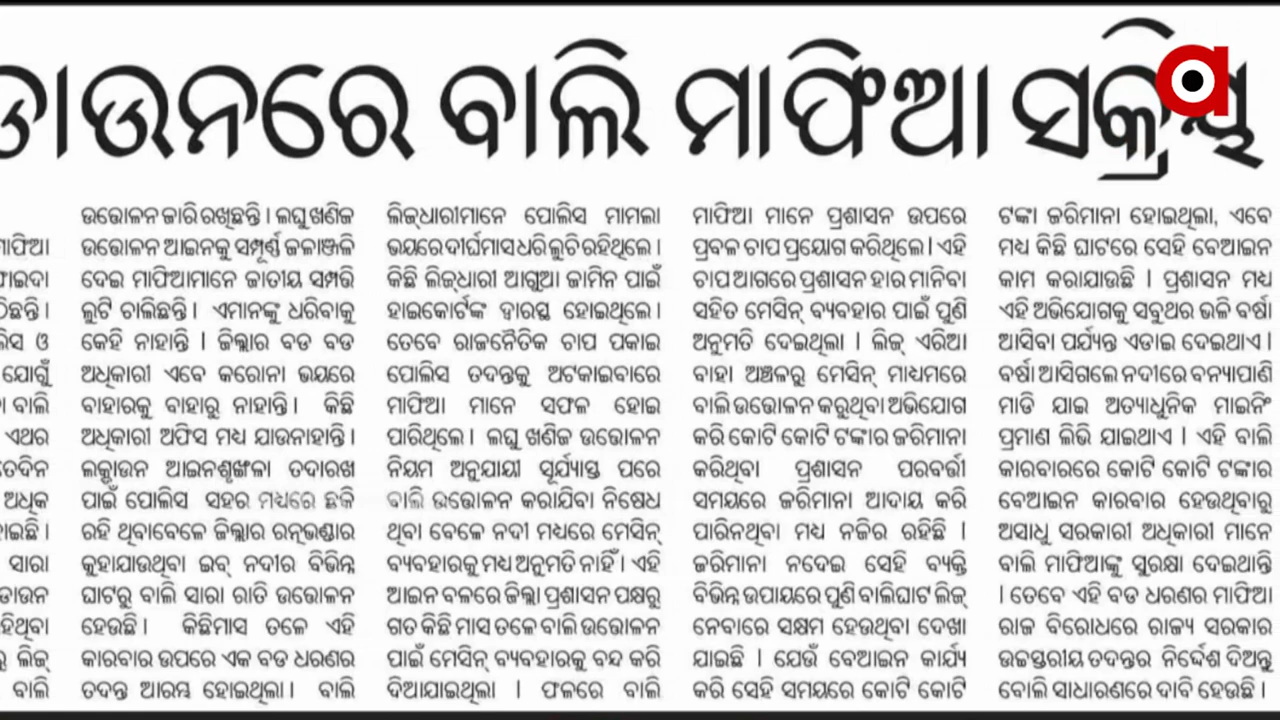 ଡାଉନରେ ବାଲି ମାଫିଆ ସକ୍ରିୟ
ମାଫିଆ
ଫାଇଦା
ଠିଛନ୍ତି ।
ଲିସ ଓ
ଯୋଗୁଁ
ବାଲି
ଏଥର
ଅଧିକ
ସାରା
ଡାଉନ
ଲିଜ୍
ବାଲି
ଉତ୍ତୋଳନ ଜାରି ରଖିଛନ୍ତି । ଲଘୁ ଖଣିଜ
ଉତ୍ତୋଳନ ଆଇନକୁ ସମ୍ପୂର୍ଣ୍ଣ ଜଳାଞ୍ଜଳି
ଦେଇ ମାଫିଆମାନେ ଜାତୀୟ ସମ୍ପତ୍ତି
ଲୁଟି ଚାଲିଛନ୍ତି । ଏମାନଙ୍କୁ ଧରିବାକୁ
କେହି ନାହାନ୍ତି । ଜିଲ୍ଲାର ବଡ ବଡ
ଅଧିକାରୀ ଏବେ କରୋନା ଭୟରେ
ବାହାରକୁ ବାହାରୁ ନାହାନ୍ତି । କିଛି
ଅଧିକାରୀ ଅଫିସ ମଧ୍ୟ ଯାଉନାହାନ୍ତି ।
ଲକ୍ଡାଉନ ଆଇନଶୃଙ୍ଖଳା ତଦାରଖ
ପାଇଁ ପୋଲିସ ସହର ମଧ୍ୟରେ ଛକି
ରହି ଥିବାବେଳେ ଜିଲ୍ଲାର ରତ୍ନଭଣ୍ଡାର
କୁହାଯାଉଥିବା ଇବ୍ ନଦୀର ବିଭିନ୍ନ
ଘାଟରୁ ବାଲି ସାରା ରାତି ଉତ୍ତୋଳନ
ହେଉଛି । କିଛିମାସ ତଳେ ଏହି
କାରବାର ଉପରେ ଏକ ବଡ ଧରଣର
ତଦନ୍ତ ଆରମ୍ଭ ହୋଇଥିଲା । ବାଲି
ଲିଜ୍‌ଧାରୀମାନେ ପୋଲିସ ମାମଲା
ଭୟରେ ଦୀର୍ଘମାସ ଧରି ଲୁଚି ରହିଥିଲେ ।
କିଛି ଲିଜ୍‌ଧାରୀ ଆଗୁଆ ଜାମିନ ପାଇଁ
ହାଇକୋର୍ଟଙ୍କ ଦ୍ୱାରସ୍ଥ ହୋଇଥିଲେ ।
ତେବେ ରାଜନୈତିକ ଚାପ ପକାଇ
ପୋଲିସ ତଦନ୍ତକୁ ଅଟକାଇବାରେ
ମାଫିଆ ମାନେ ସଫଳ ହୋଇ
ପାରିଥିଲେ । ଲଘୁ ଖଣିଜ ଉତ୍ତୋଳନ
ନିୟମ ଅନୁଯାୟୀ ସୂର୍ଯ୍ୟାସ୍ତ ପରେ
ବାଲି ଉତ୍ତୋଳନ କରାଯିବା ନିଷେଧ
ଥିବା ବେଳେ ନଦୀ ମଧ୍ୟରେ ମେସିନ୍
ବ୍ୟବହାରକୁ ମଧ୍ୟ ଅନୁମତି ନାହିଁ । ଏହି
ଆଇନ ବଳରେ ଜିଲ୍ଲା ପ୍ରଶାସନ ପକ୍ଷରୁ
ଗତ କିଛି ମାସ ତଳେ ବାଲି ଉତ୍ତୋଳନ
ପାଇଁ ମେସିନ୍ ବ୍ୟବହାରକୁ ବନ୍ଦ କରି
ଦିଆଯାଇଥିଲା । ଫଳରେ ବାଲି
ମାଫିଆ ମାନେ ପ୍ରଶାସନ ଉପରେ
ପ୍ରବଳ ଚାପ ପ୍ରୟୋଗ କରିଥିଲେ । ଏହି
ଚାପ ଆଗରେ ପ୍ରଶାସନ ହାର ମାନିବା
ସହିତ ମେସିନ୍ ବ୍ୟବହାର ପାଇଁ ପୁଣି
ଅନୁମତି ଦେଇଥିଲା । ଲିଜ୍ ଏରିଆ
ବାହା ଅଞ୍ଚଳରୁ ମେସିନ୍ ମାଧ୍ୟମରେ
ବାଲି ଉତ୍ତୋଳନ କରୁଥିବା ଅଭିଯୋଗ
କରି କୋଟି କୋଟି ଟଙ୍କାର ଜରିମାନା
କରିଥିବା ପ୍ରଶାସନ ପରବର୍ତ୍ତୀ
ସମୟରେ ଜରିମାନା ଆଦାୟ କରି
ପାରିନଥିବା ମଧ୍ୟ ନଜିର ରହିଛି ।
ଜରିମାନା ନଦେଇ ସେହି ବ୍ୟକ୍ତି
ବିଭିନ୍ନ ଉପାୟରେ ପୁଣି ବାଲିଘାଟ ଲିଜ୍
ନେବାରେ ସକ୍ଷମ ହେଉଥିବା ଦେଖା
ଯାଇଛି । ଯେଉଁ ବେଆଇନ କାର୍ଯ୍ୟ
କରି ସେହି ସମୟରେ କୋଟି କୋଟି
ଟଙ୍କା ଜରିମାନା ହୋଇଥିଲା, ଏବେ
ମଧ୍ୟ କିଛି ଘାଟରେ ସେହି ବେଆଇନ
କାମ କରାଯାଉଛି । ପ୍ରଶାସନ ମଧ୍ୟ
ଏହି ଅଭିଯୋଗକୁ ସବୁଥର ଭଳି ବର୍ଷା
ଆସିବା ପର୍ଯ୍ୟନ୍ତ ଏଡାଇ ଦେଇଥାଏ ।
ବର୍ଷା ଆସିଗଲେ ନଦୀରେ ବନ୍ୟାପାଣି
ମାଡି ଯାଇ ଅତ୍ୟାଧୁନିକ ମାଇନିଂ
ପ୍ରମାଣ ଲିଭି ଯାଇଥାଏ । ଏହି ବାଲି
କାରବାରରେ କୋଟି କୋଟି ଟଙ୍କାର
ବେଆଇନ କାରବାର ହେଉଥିବାରୁ
ଅସାଧୁ ସରକାରୀ ଅଧିକାରୀ ମାନେ
ବାଲି ମାଫିଆଙ୍କୁ ସୁରକ୍ଷା ଦେଇଥାନ୍ତି
। ତେବେ ଏହି ବଡ ଧରଣର ମାଫିଆ
ରାଜ ବିରୋଧରେ ରାଜ୍ୟ ସରକାର
ଉଚ୍ଚସ୍ତରୀୟ ତଦନ୍ତର ନିର୍ଦ୍ଦେଶ ଦିଅନ୍ତୁ
ବୋଲି ସାଧାରଣରେ ଦାବି ହେଉଛି ।